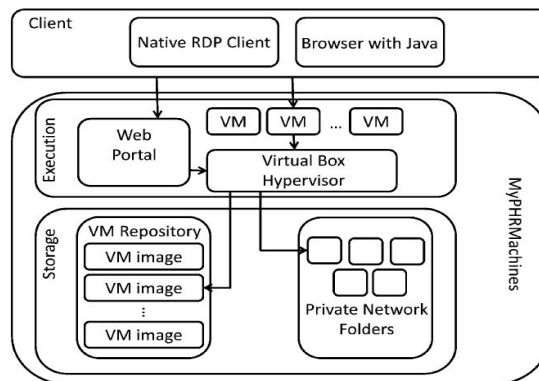 Client
Native RDP Client
Browser with Java
Execution
Web
Portal
VM
VM
...
VM
Virtual Box
Hypervisor
MyPHRMachines
Storage
VM Repository
VM image
VM image
...
VM image
Private Network
Folders